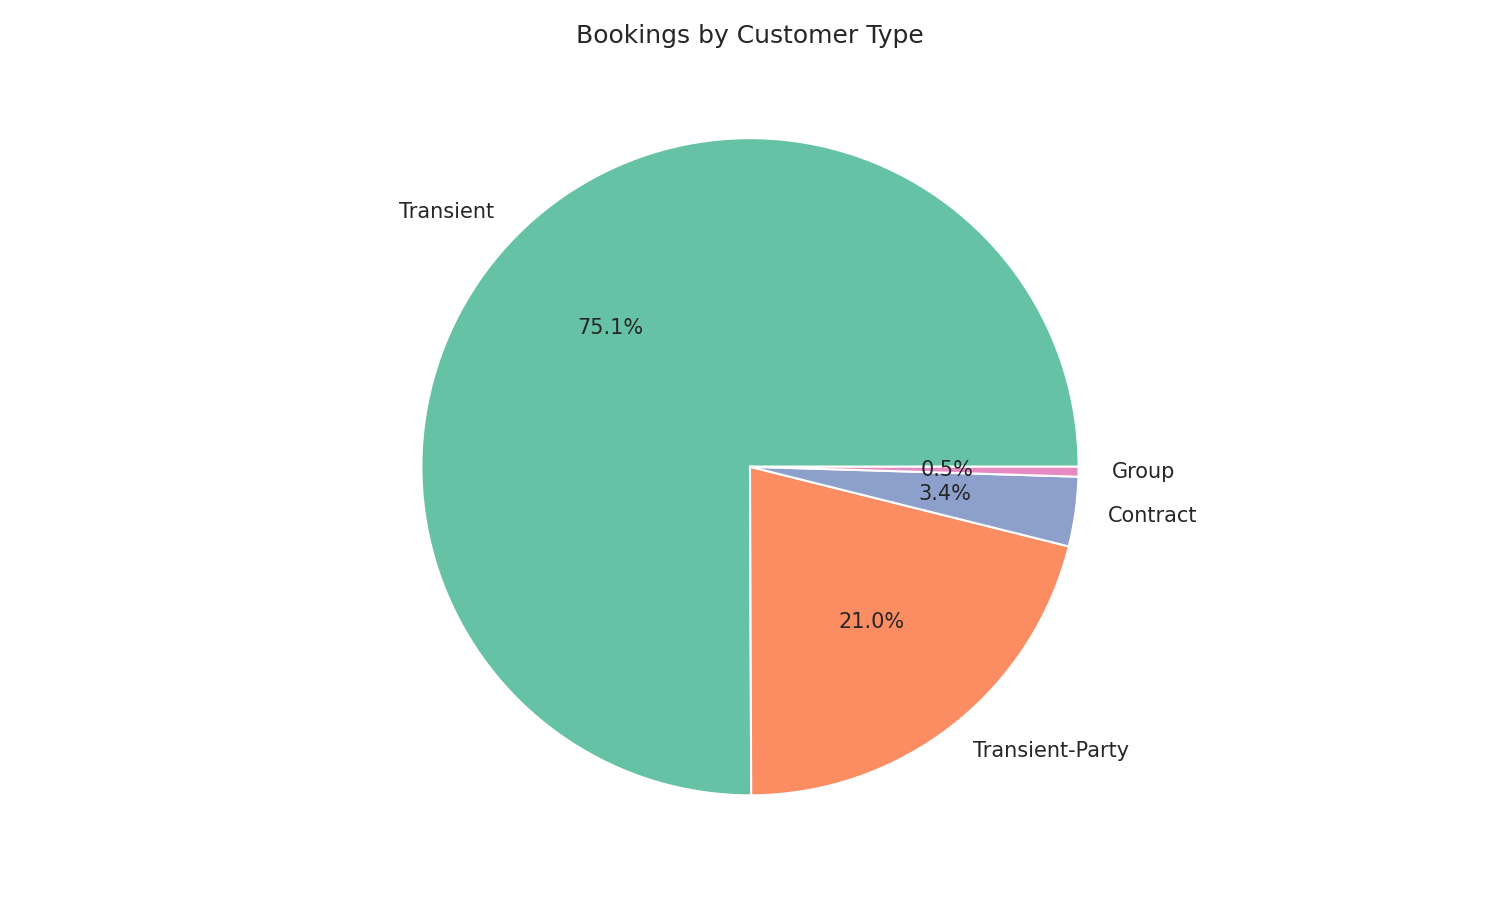 Bookings by Customer Type
Transient
75.1%
0.5%
Group
3.4%
Contract
21.0%
Transient-Party